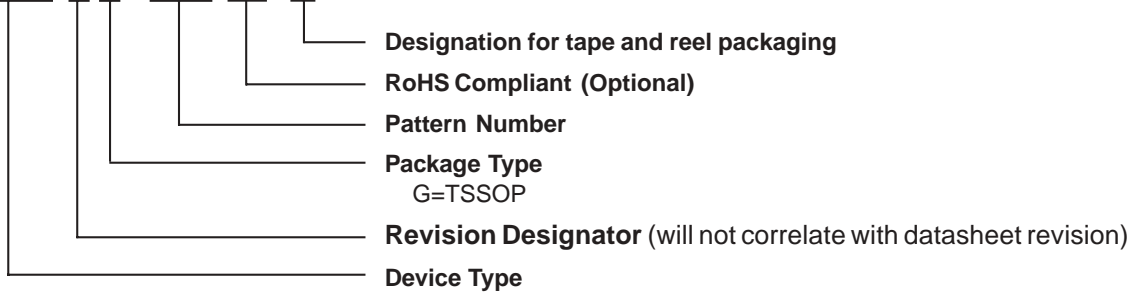 Designation for tape and reel packaging
RoHS Compliant (Optional)
Pattern Number
Package Type
G=TSSOP
Revision Designator (will not correlate with datasheet revision)
Device Type